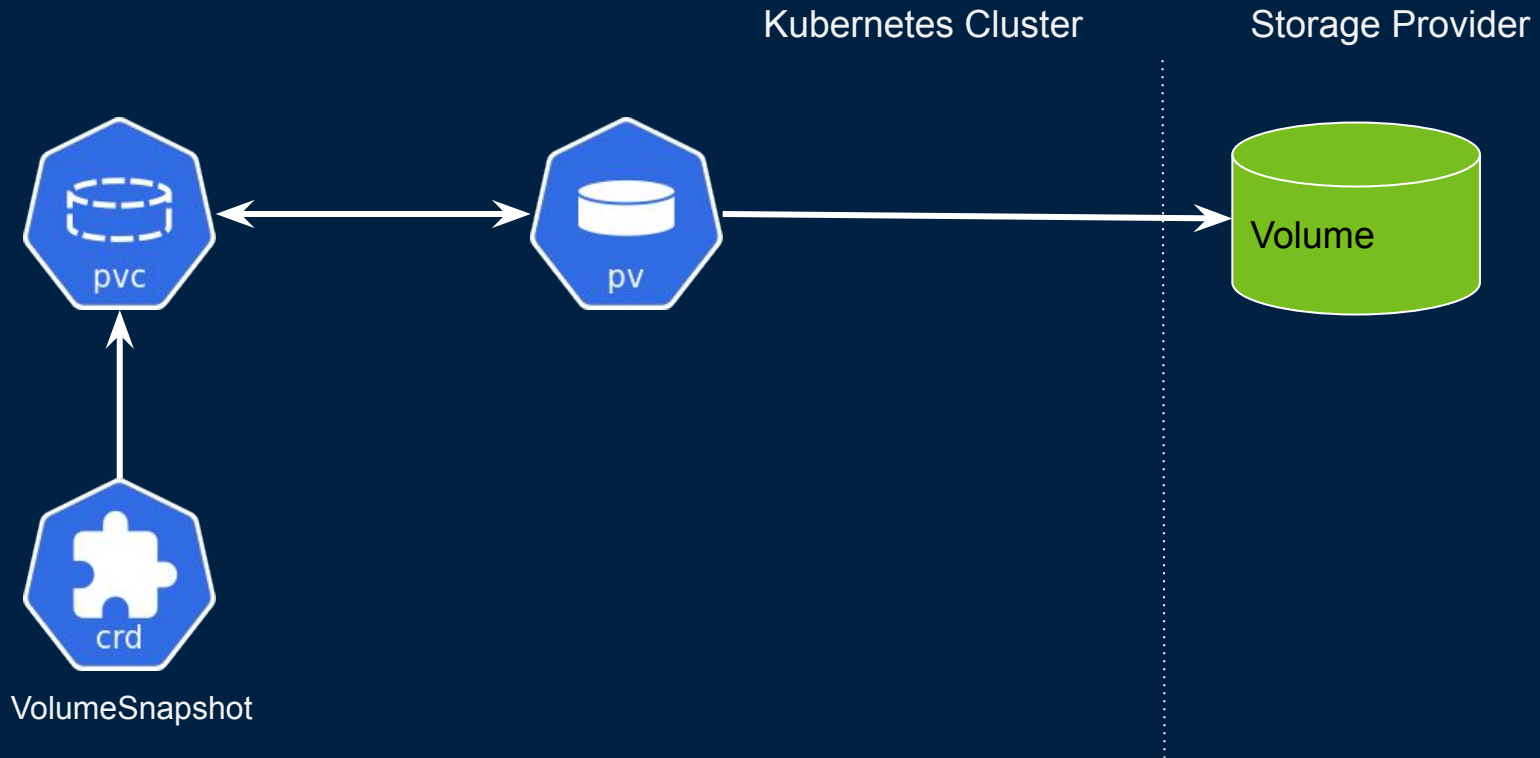 Kubernetes Cluster
Storage Provider
pvc
pv
Volume
crd
VolumeSnapshot